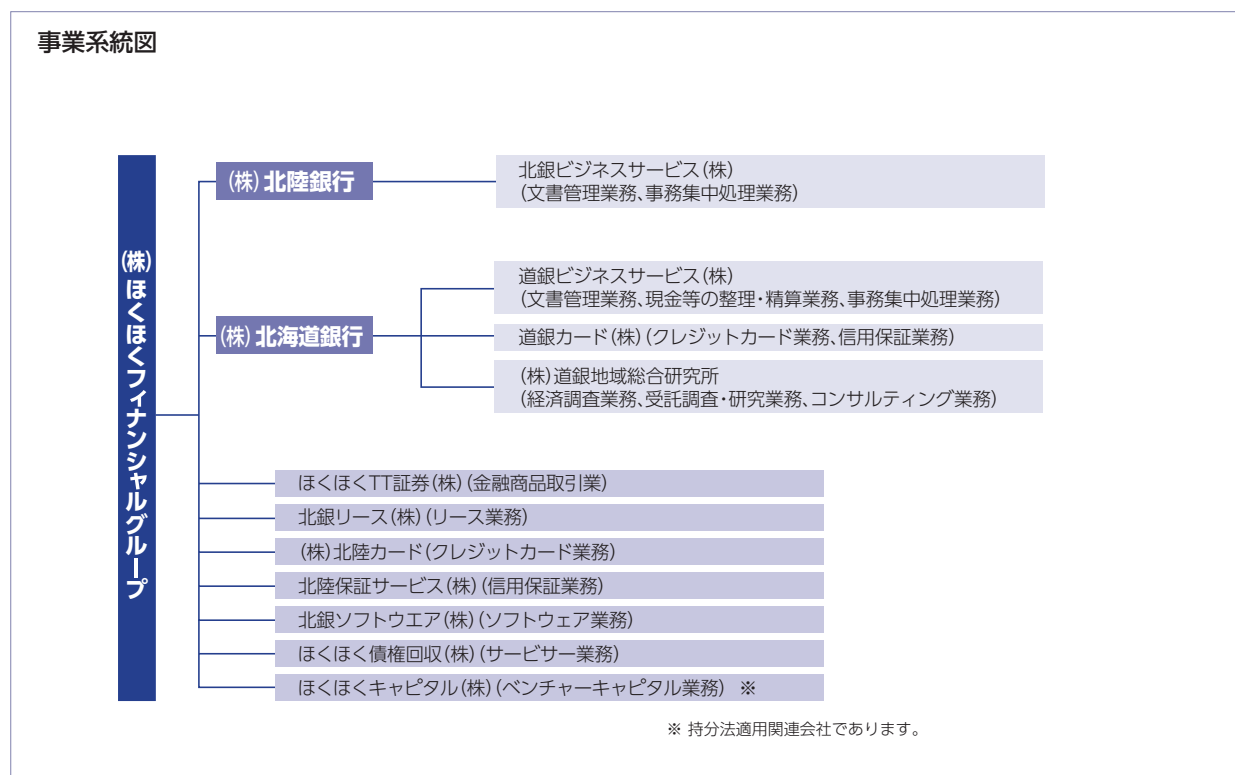 事業系統図
(株)ほくほくフィナンシャルグループ
(株)北陸銀行
北銀ビジネスサービス(株)
(文書管理業務、事務集中処理業務)
(株)北海道銀行
道銀ビジネスサービス(株)
(文書管理業務、現金等の整理・精算業務、事務集中処理業務)
道銀カード(株)(クレジットカード業務、信用保証業務)
(株)道銀地域総合研究所
(経済調査業務、受託調査・研究業務、コンサルティング業務)
ほくほくTT証券(株)(金融商品取引業)
北銀リース(株)(リース業務)
(株)北陸カード(クレジットカード業務)
北陸保証サービス(株)(信用保証業務)
北銀ソフトウエア(株)(ソフトウェア業務)
ほくほく債権回収(株)(サービサー業務)
ほくほくキャピタル(株)(ベンチャーキャピタル業務) ※
※ 持分法適用関連会社であります。